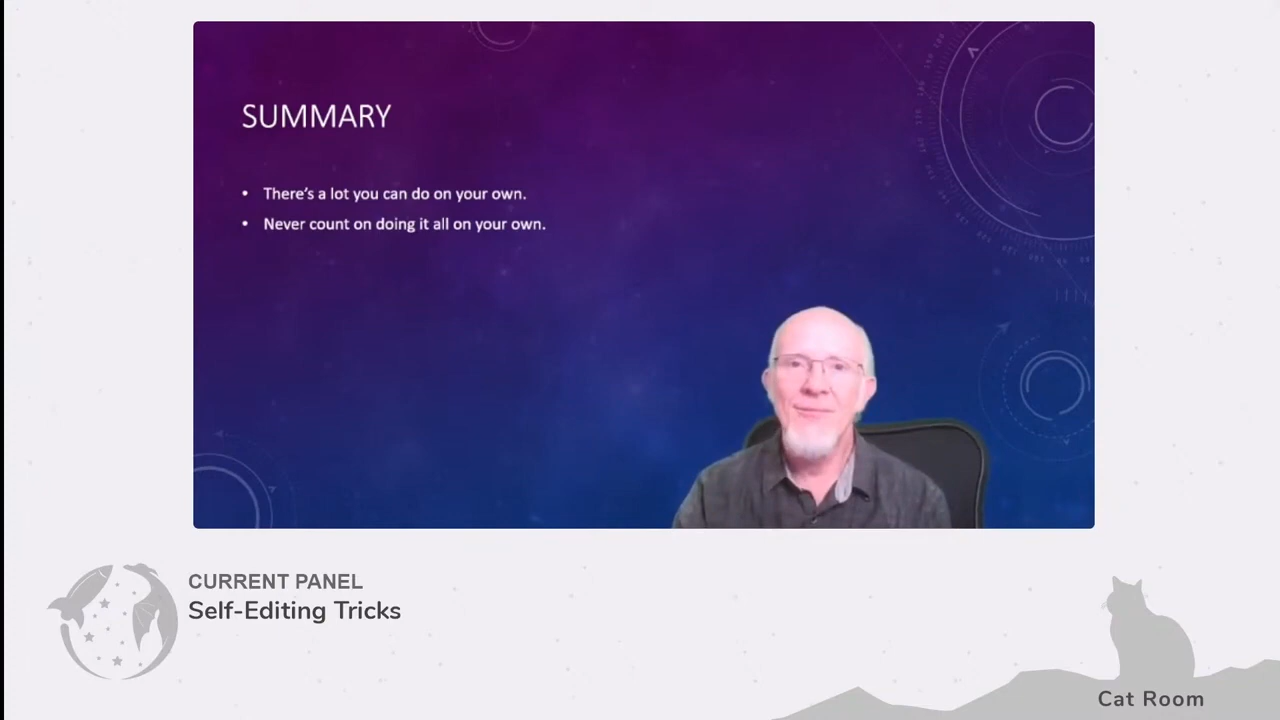 SUMMARY
• There's a lot you can do on your own.
• Never count on doing it all on your own.
CURRENT PANEL
Self-Editing Tricks
Cat Room